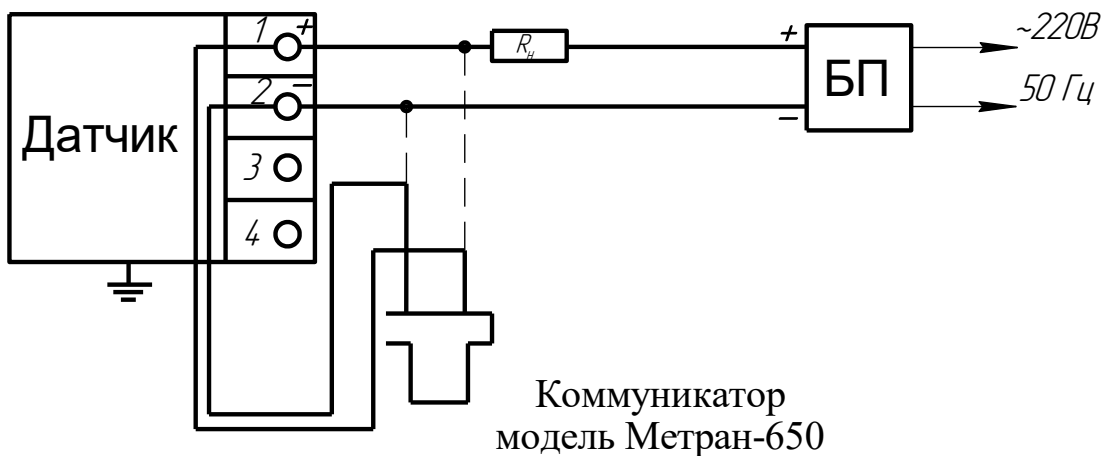 Датчик
1 +
2 −
3
4
Rн
+
−
БП
~220В
50 Гц
Коммуникатор
модель Метран-650